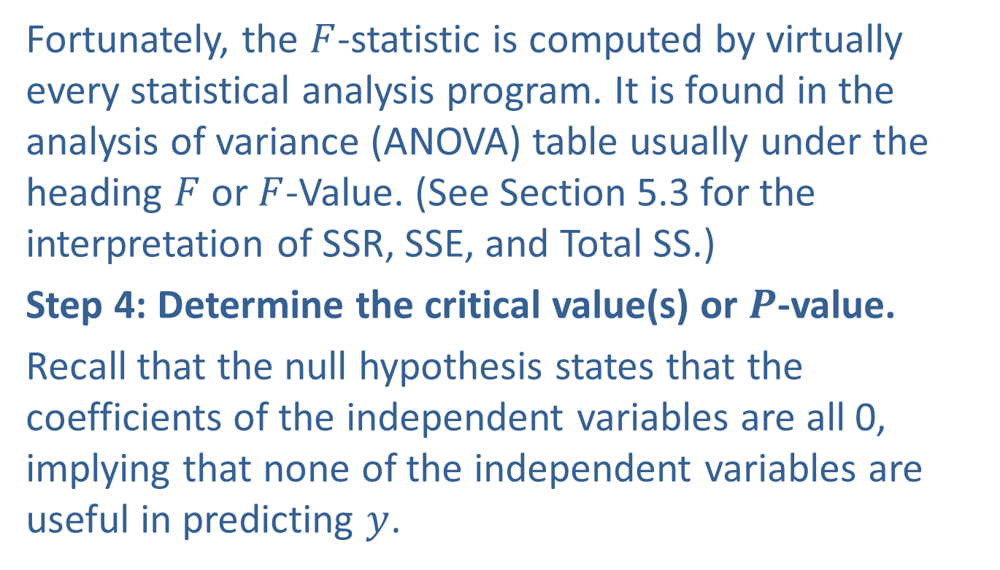 Fortunately, the F-statistic is computed by virtually
every statistical analysis program. It is found in the
analysis of variance (ANOVA) table usually under the
heading F or F-Value. (See Section 5.3 for the
interpretation of SSR, SSE, and Total SS.)
Step 4: Determine the critical value(s) or P-value.
Recall that the null hypothesis states that the
coefficients of the independent variables are all 0,
implying that none of the independent variables are
useful in predicting y.